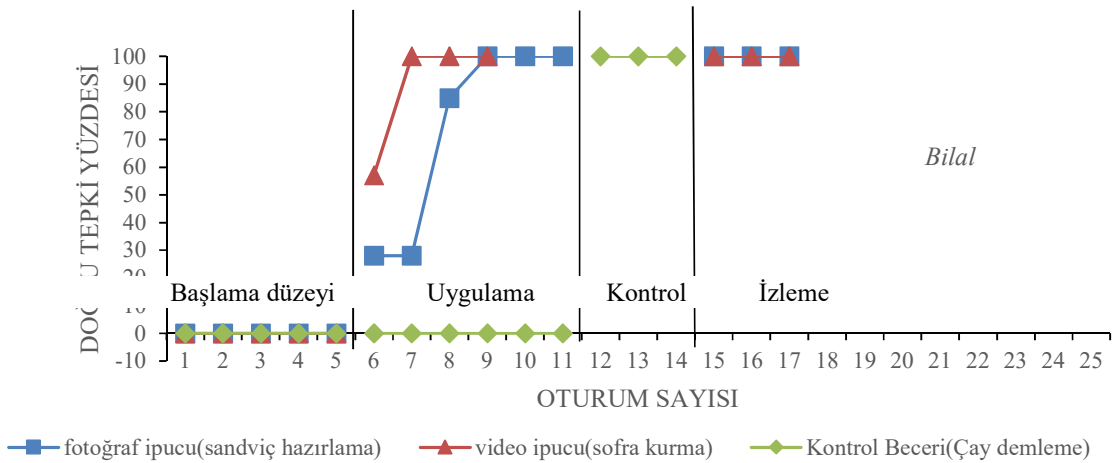 100
90
80
70
60
50
40
30
Bilal
Başlama düzeyi Uygulama Kontrol İzleme
0
-10
TEPKİ YÜZDESİ
1 2 3 4 5 6 7 8 9 10 11 12 13 14 15 16 17 18 19 20 21 22 23 24 25
OTURUM SAYISI
fotoğraf ipucu(sandviç hazırlama) video ipucu(sofra kurma) Kontrol Beceri(Çay demleme)